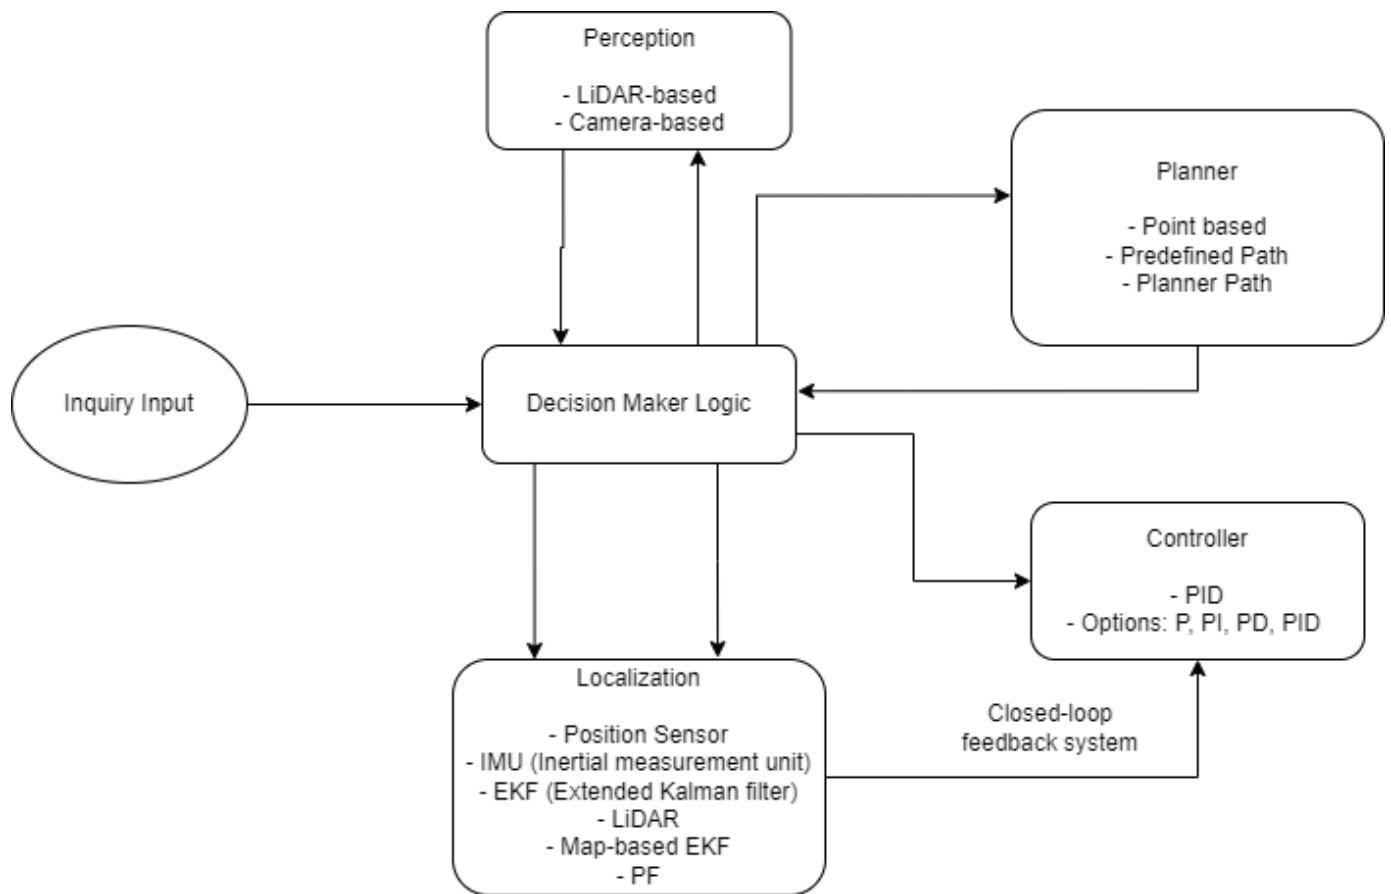 Perception
- LiDAR-based
- Camera-based
Planner
- Point based
- Predefined Path
- Planner Path
Inquiry Input
Decision Maker Logic
Controller
- PID
- Options: P, PI, PD, PID
Localization
- Position Sensor
- IMU (Inertial measurement unit)
- EKF (Extended Kalman filter)
- LiDAR
- Map-based EKF
- PF
Closed-loop
feedback system